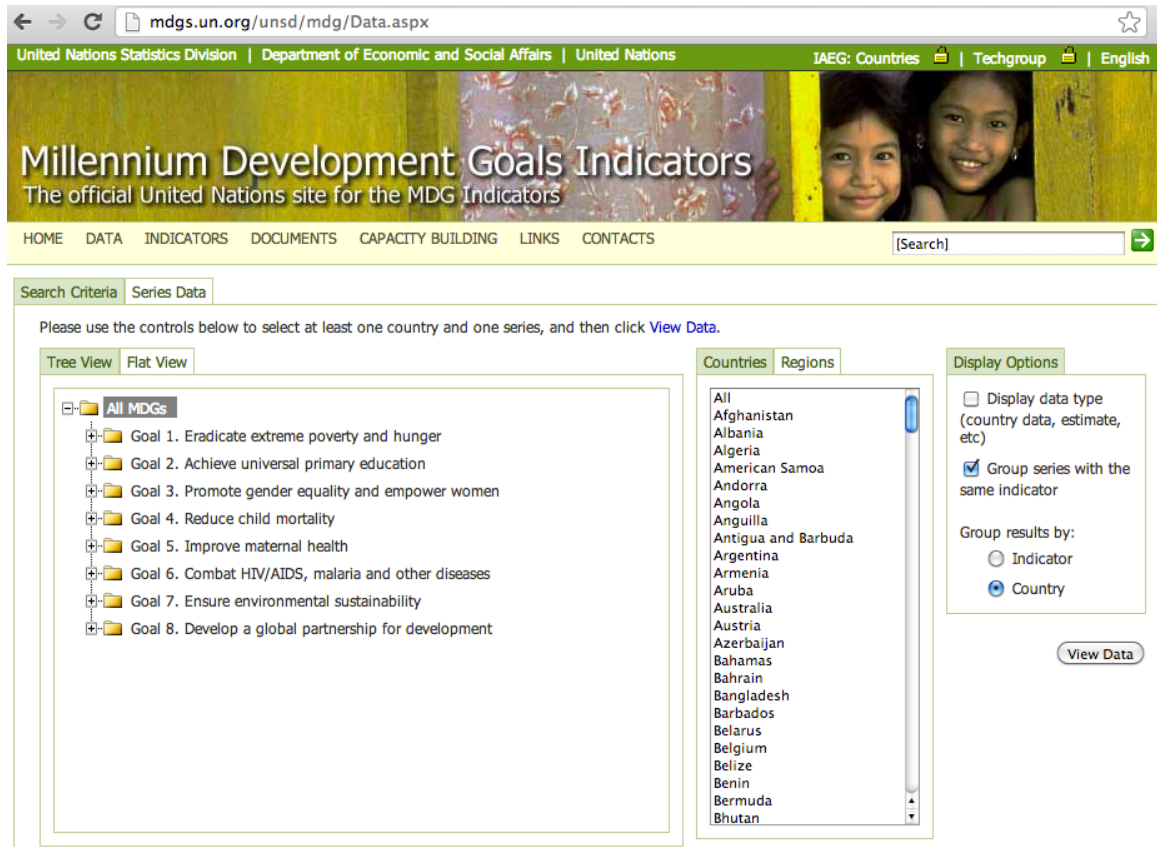 mdgs.un.org/unsd/mdg/Data.aspx
United Nations Statistics Division | Department of Economic and Social Affairs | United Nations
IAEG: Countries | Techgroup | English
Millennium Development Goals Indicators
The official United Nations site for the MDG Indicators
HOME DATA INDICATORS DOCUMENTS CAPACITY BUILDING LINKS CONTACTS
[Search]
Search Criteria Series Data
Please use the controls below to select at least one country and one series, and then click View Data.
Tree View Flat View
All MDGs
Goal 1. Eradicate extreme poverty and hunger
Goal 2. Achieve universal primary education
Goal 3. Promote gender equality and empower women
Goal 4. Reduce child mortality
Goal 5. Improve maternal health
Goal 6. Combat HIV/AIDS, malaria and other diseases
Goal 7. Ensure environmental sustainability
Goal 8. Develop a global partnership for development
Countries Regions
All
Afghanistan
Albania
Algeria
American Samoa
Andorra
Angola
Anguilla
Antigua and Barbuda
Argentina
Armenia
Aruba
Australia
Austria
Azerbaijan
Bahamas
Bahrain
Bangladesh
Barbados
Belarus
Belgium
Belize
Benin
Bermuda
Bhutan
Display Options
Display data type
(country data, estimate,
etc)
Group series with the
same indicator
Group results by:
Indicator
Country
View Data